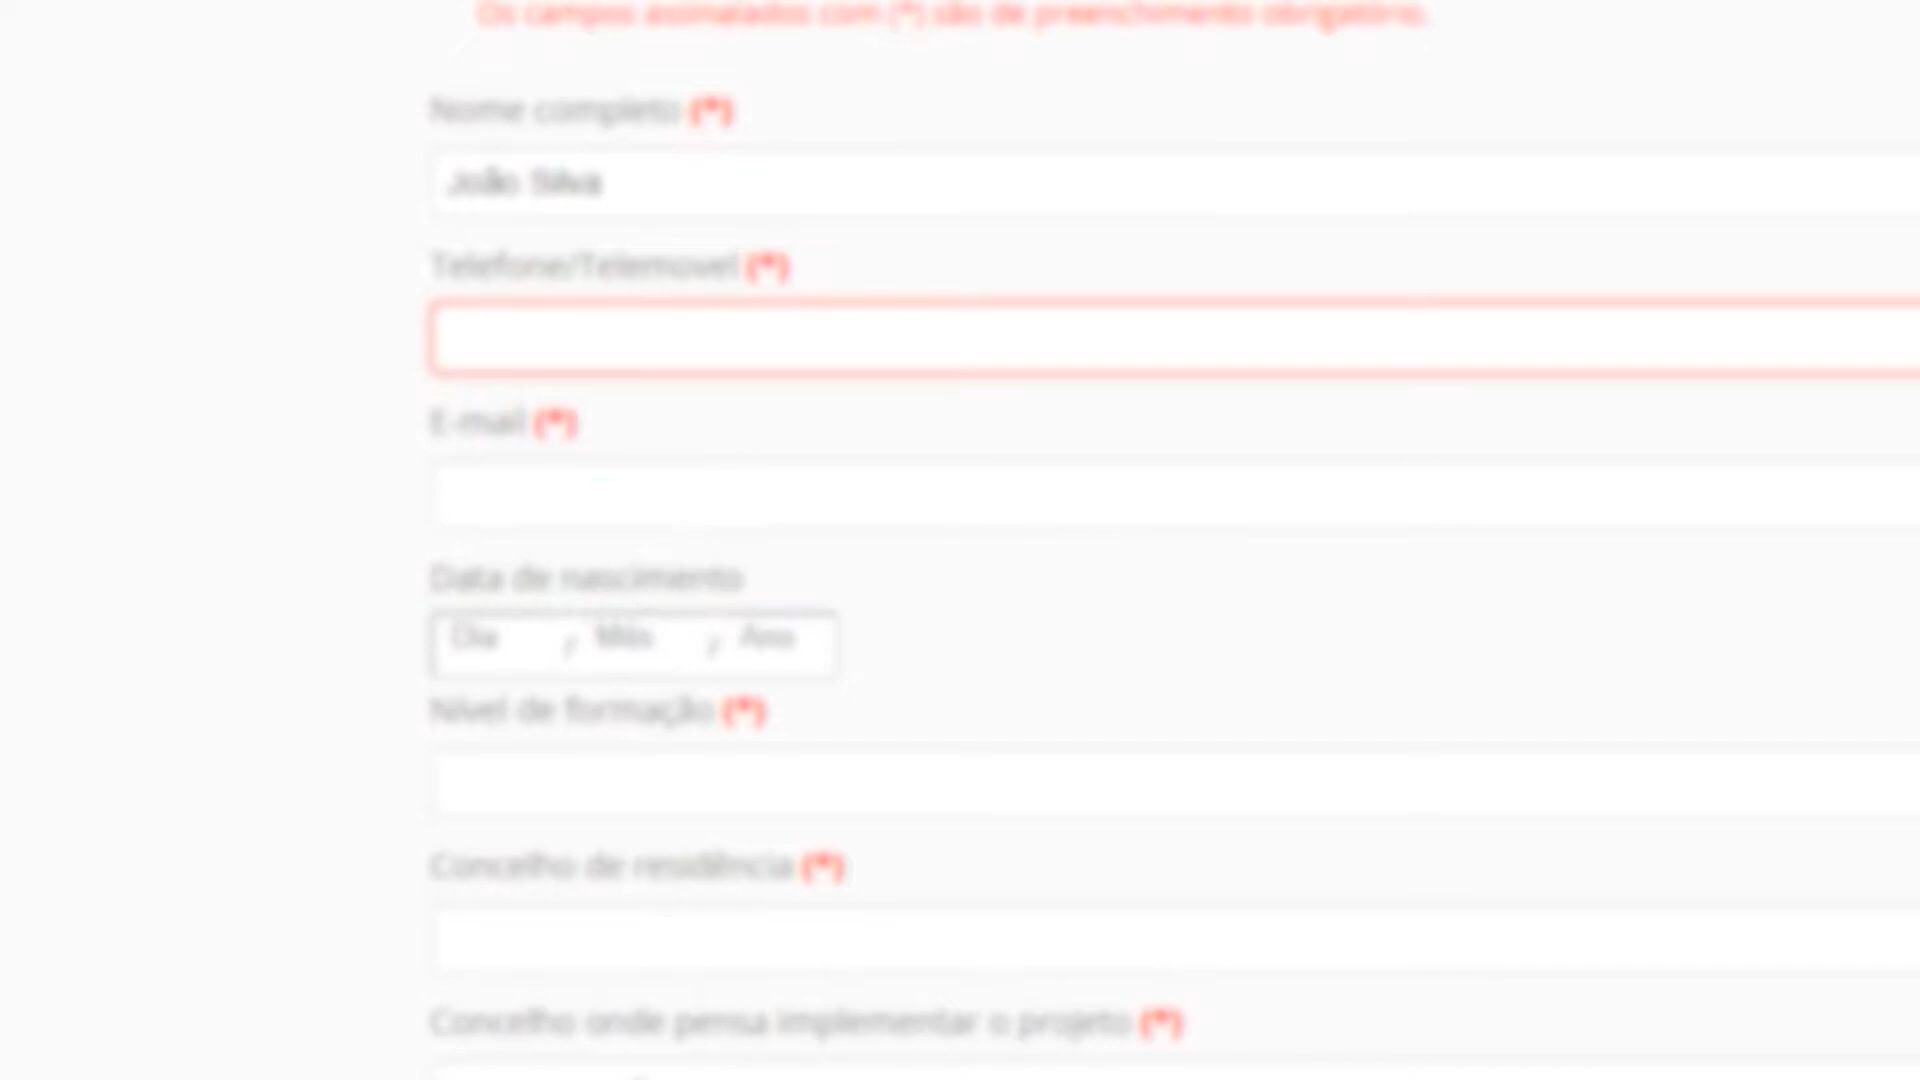 Os campos assinalados com (*) são de preenchimento obrigatório.
Nome completo (*)
João Silva
Telefone/Telemovel (*)
E-mail (*)
Data de nascimento
Dia / Mês / Ano
Nível de formação (*)
Concelho de residência (*)
Concelho onde pensa implementar o projeto (*)